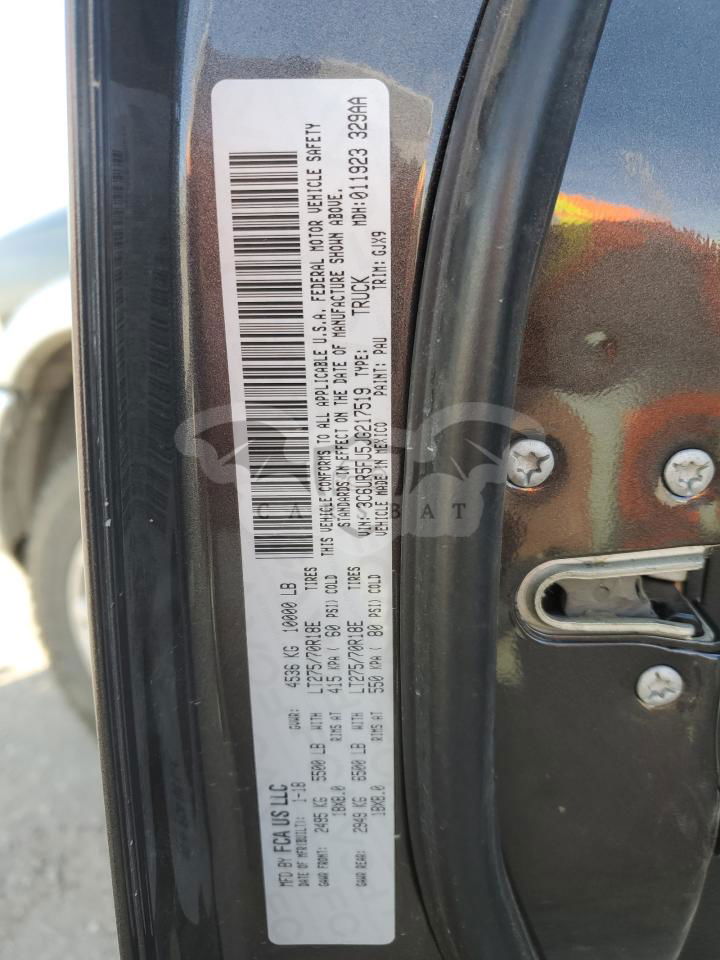 MFD BY FCA US LLC
DATE OF MFR(BUILT): 1-18 GVWR: 4536 KG 10000 LB
GAWR FRONT: 2495 KG 5500 LB WITH LT275/70R18E TIRES
18X8.0 RIMS AT 415 KPA ( 60 PSI) COLD
GAWR REAR: 2949 KG 6500 LB WITH LT275/70R18E TIRES
18X8.0 RIMS AT 550 KPA ( 80 PSI) COLD
THIS VEHICLE CONFORMS TO ALL APPLICABLE U.S.A. FEDERAL MOTOR VEHICLE SAFETY
STANDARDS IN EFFECT ON THE DATE OF MANUFACTURE SHOWN ABOVE.
VIN: 3C6UR5FJ5JG217519 TYPE: TRUCK MDH:011923 329AA
VEHICLE MADE IN MEXICO PAINT: PAU TRIM: GJX9